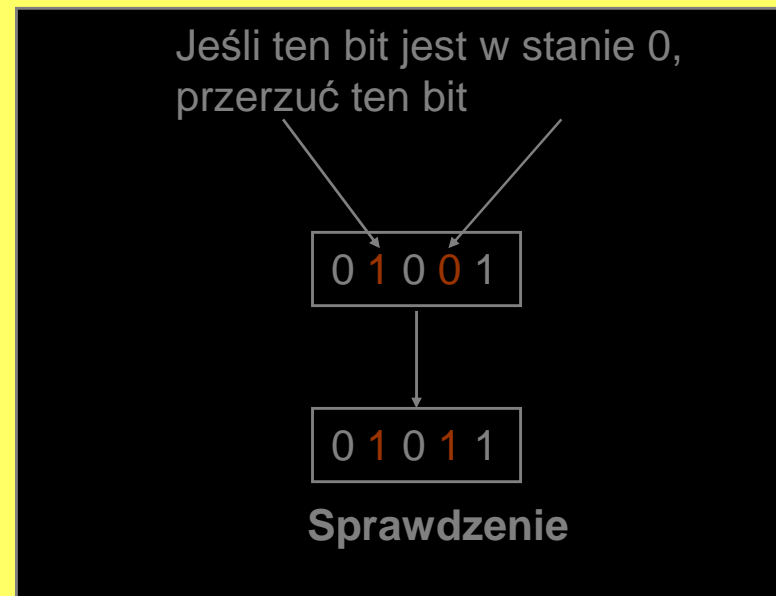 Jeśli ten bit jest w stanie 0,
przerzuć ten bit
0 1 0 0 1
0 1 0 1 1
Sprawdzenie